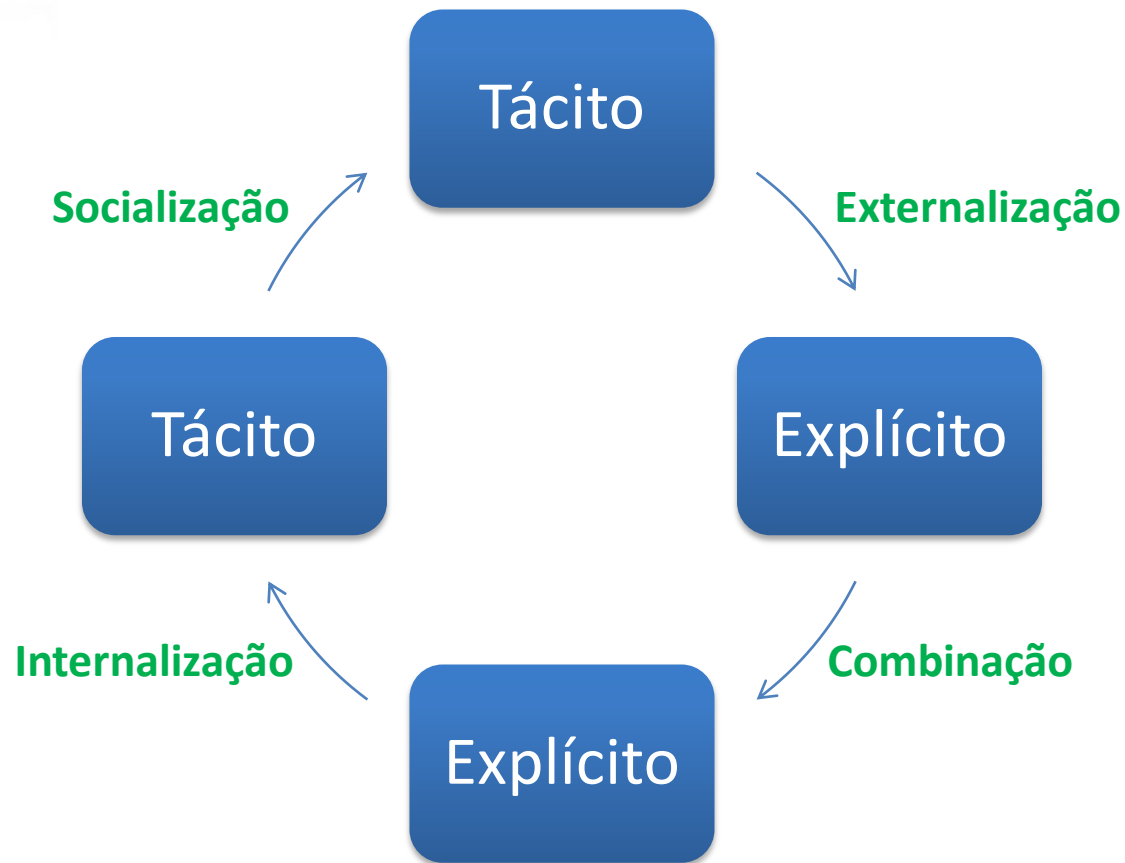 Tácito
Socialização
Externalização
Tácito
Explícito
Internalização
Combinação
Explícito